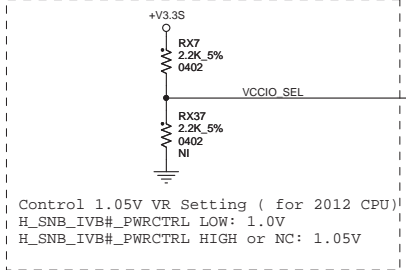 +V3.3S
RX7
2.2K_5%
0402
VCCIO_SEL
RX37
2.2K_5%
0402
NI
Control 1.05V VR Setting ( for 2012 CPU)
H_SNB_IVB#_PWRCTRL LOW: 1.0V
H_SNB_IVB#_PWRCTRL HIGH or NC: 1.05V